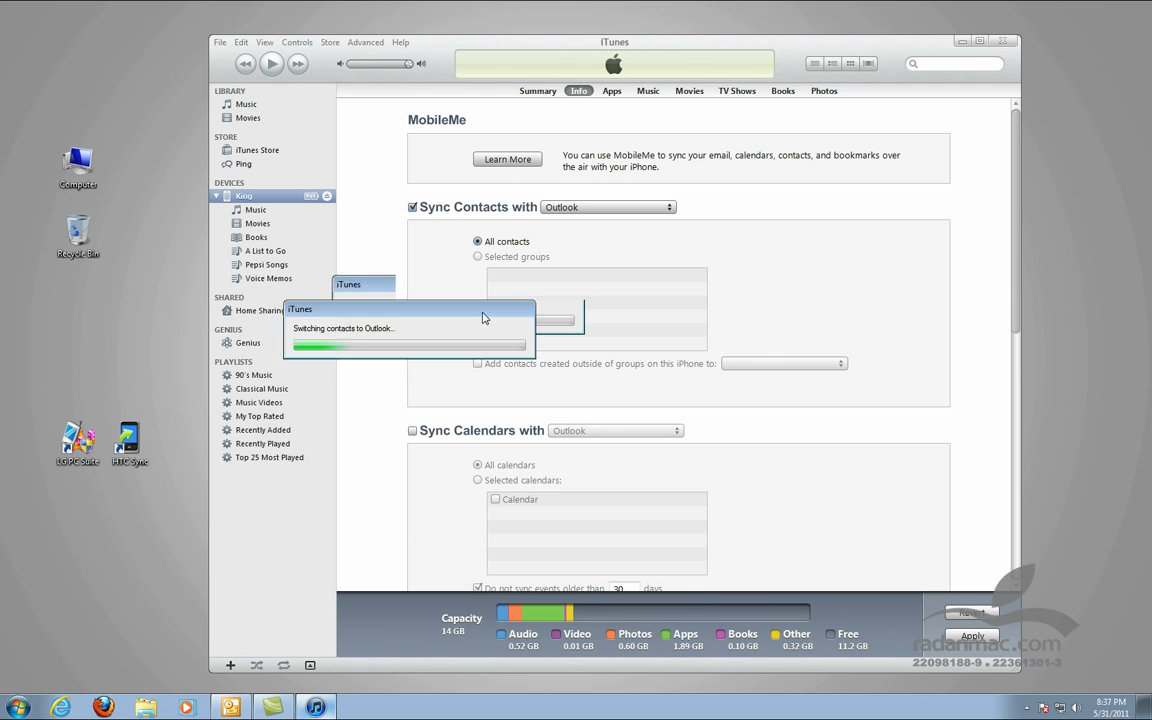 iTunes
File Edit View Controls Store Advanced Help
Summary Info Apps Music Movies TV Shows Books Photos
LIBRARY
Music
Movies
STORE
iTunes Store
Ping
DEVICES
King
Music
Movies
Books
A List to Go
Pepsi Songs
Voice Memos
SHARED
Home Sharing
GENIUS
Genius
PLAYLISTS
90's Music
Classical Music
Music Videos
My Top Rated
Recently Added
Recently Played
Top 25 Most Played
Computer
Recycle Bin
LG PC Suite
HTC Sync
MobileMe
Learn More
You can use MobileMe to sync your email, calendars, contacts, and bookmarks over
the air with your iPhone.
Sync Contacts with Outlook
All contacts
Selected groups
iTunes
iTunes
Switching contacts to Outlook...
Add contacts created outside of groups on this iPhone to:
Sync Calendars with Outlook
All calendars
Selected calendars:
Calendar
Do not sync events older than 30 days
Capacity
14 GB
Audio
0.52 GB
Video
0.01 GB
Photos
0.60 GB
Apps
1.89 GB
Books
0.10 GB
Other
0.32 GB
Free
11.2 GB
Revert
Apply
radanmac.com
22098188-9 . 22361301-3
8:37 PM
5/31/2011